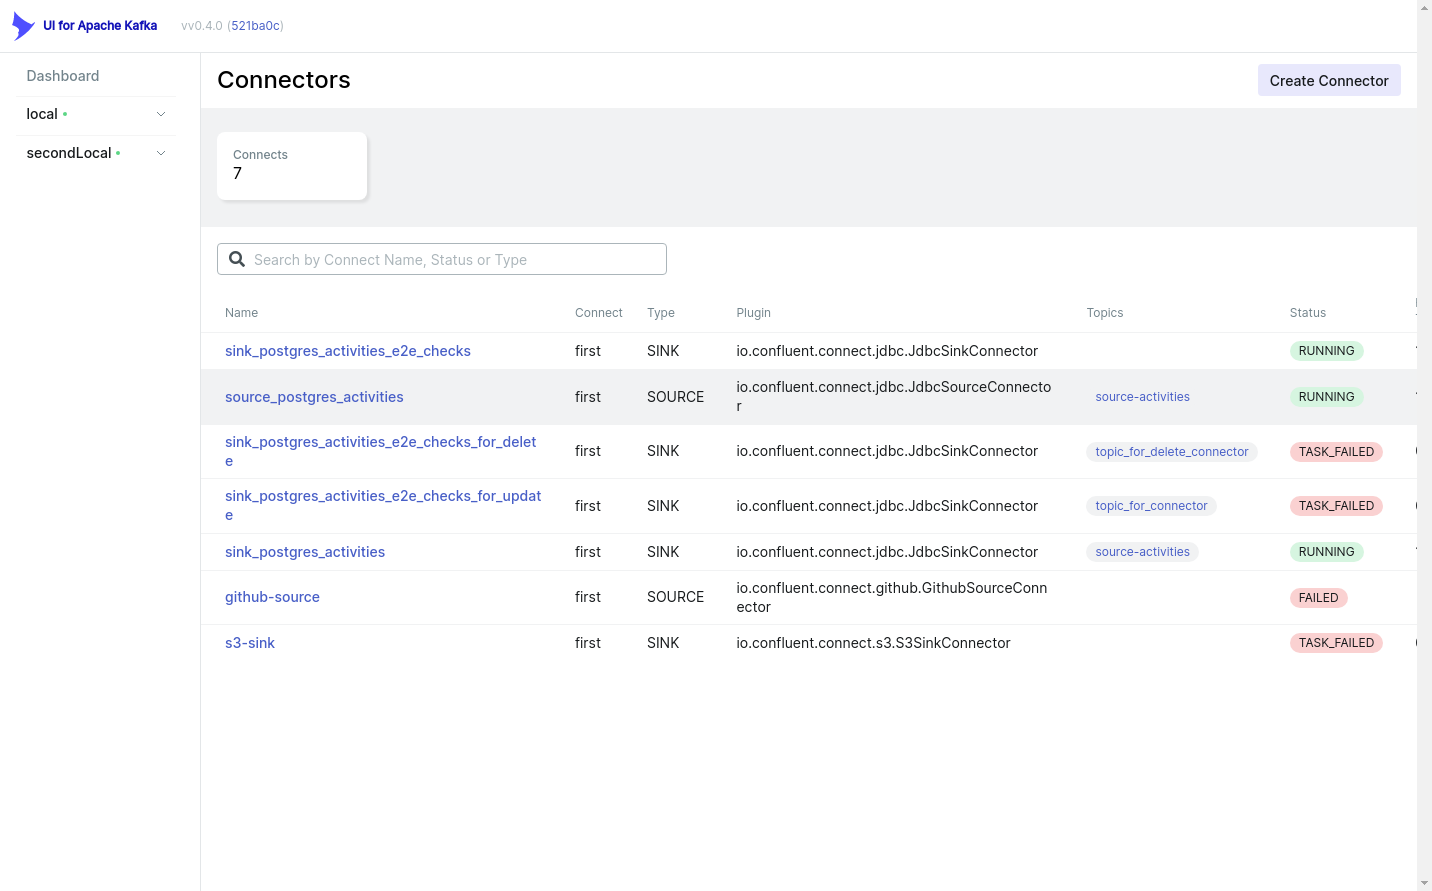 UI for Apache Kafka vv0.4.0 (521ba0c)
Dashboard
local
secondLocal
Connectors
Create Connector
Connects
7
Search by Connect Name, Status or Type
Name Connect Type Plugin Topics Status
sink_postgres_activities_e2e_checks first SINK io.confluent.connect.jdbc.JdbcSinkConnector RUNNING
source_postgres_activities first SOURCE io.confluent.connect.jdbc.JdbcSourceConnecto
r source-activities RUNNING
sink_postgres_activities_e2e_checks_for_delet
e first SINK io.confluent.connect.jdbc.JdbcSinkConnector topic_for_delete_connector TASK_FAILED
sink_postgres_activities_e2e_checks_for_updat
e first SINK io.confluent.connect.jdbc.JdbcSinkConnector topic_for_connector TASK_FAILED
sink_postgres_activities first SINK io.confluent.connect.jdbc.JdbcSinkConnector source-activities RUNNING
github-source first SOURCE io.confluent.connect.github.GithubSourceConn
ector FAILED
s3-sink first SINK io.confluent.connect.s3.S3SinkConnector TASK_FAILED